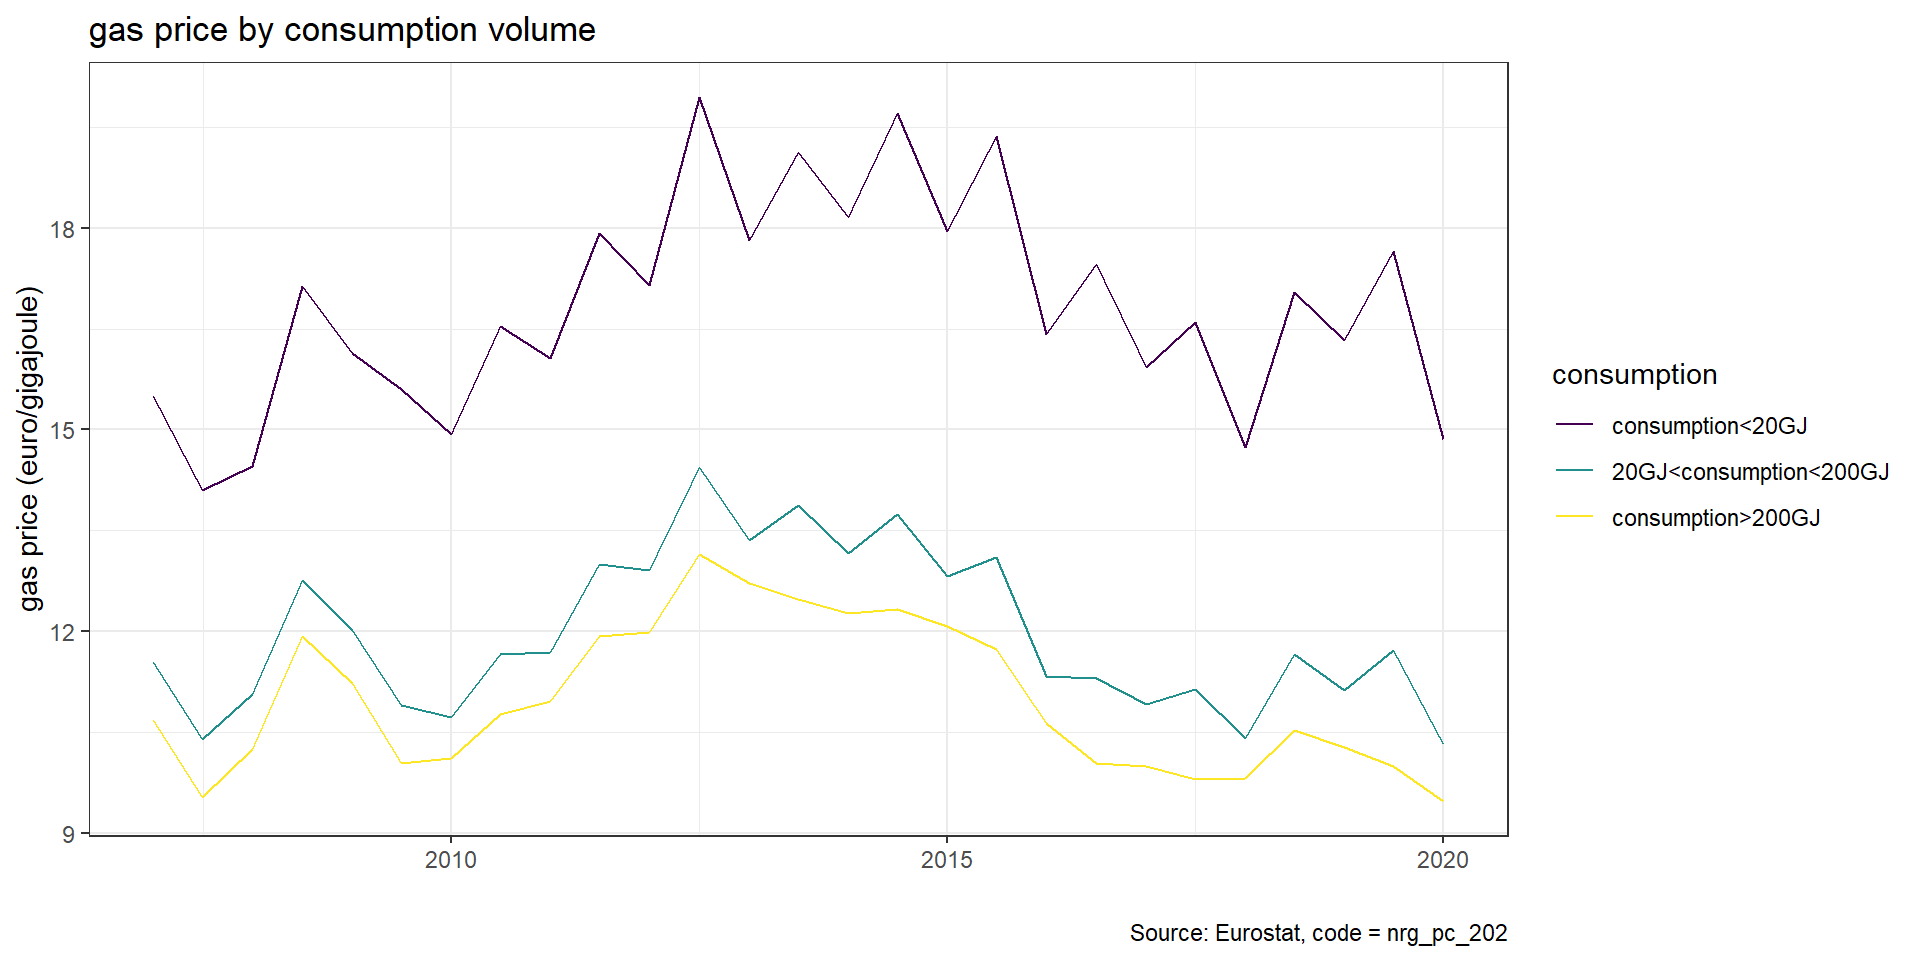 gas price by consumption volume
gas price (euro/gigajoule)
18
15
12
9
2010
2015
2020
consumption
consumption<20GJ
20GJ<consumption<200GJ
consumption>200GJ
Source: Eurostat, code = nrg_pc_202